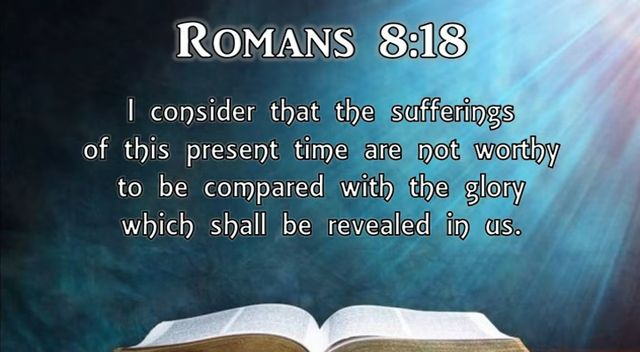 Romans 8:18
I consider that the sufferings
of this present time are not worthy
to be compared with the glory
which shall be revealed in us.